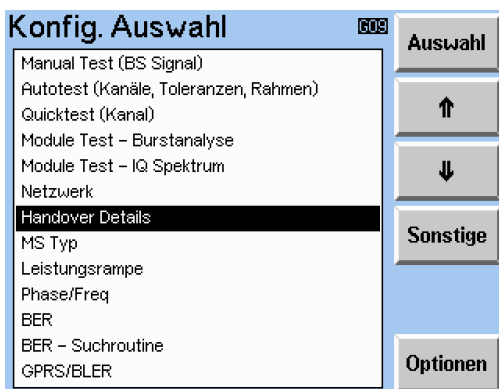 Konfig. Auswahl
G09
Manual Test (BS Signal)
Autotest (Kanäle, Toleranzen, Rahmen)
Quicktest (Kanal)
Module Test – Burstanalyse
Module Test – IQ Spektrum
Netzwerk
Handover Details
MS Typ
Leistungsrampe
Phase/Freq
BER
BER – Suchroutine
GPRS/BLER
Auswahl
⇑
⇓
Sonstige
Optionen